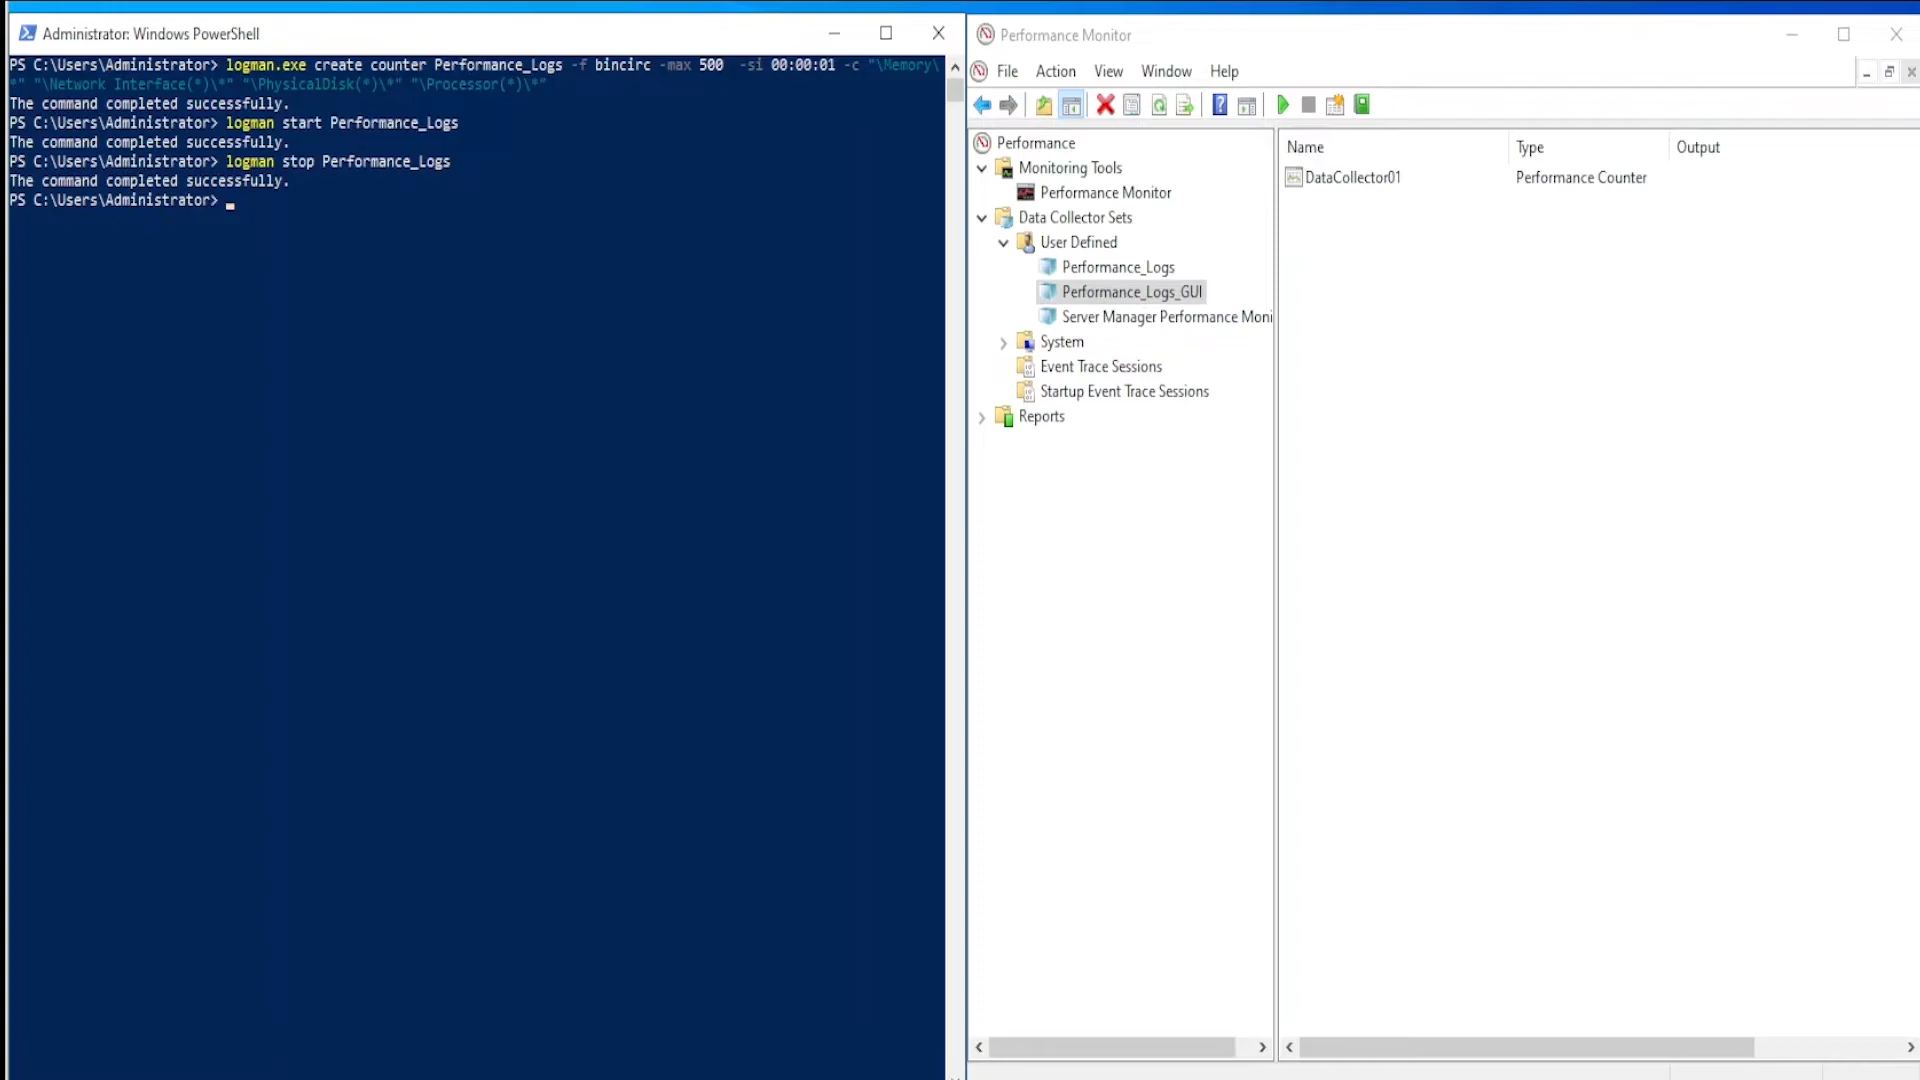 Administrator: Windows PowerShell
PS C:\Users\Administrator> logman.exe create counter Performance_Logs -f bincirc -max 500  -si 00:00:01 -c "\Memory\
*" "\Network Interface(*)\*" "\PhysicalDisk(*)\*" "\Processor(*)\*"
The command completed successfully.
PS C:\Users\Administrator> logman start Performance_Logs
The command completed successfully.
PS C:\Users\Administrator> logman stop Performance_Logs
The command completed successfully.
PS C:\Users\Administrator>
Performance Monitor
File Action View Window Help
Performance
Monitoring Tools
Performance Monitor
Data Collector Sets
User Defined
Performance_Logs
Performance_Logs_GUI
Server Manager Performance Moni
System
Event Trace Sessions
Startup Event Trace Sessions
Reports
Name Type Output
DataCollector01 Performance Counter